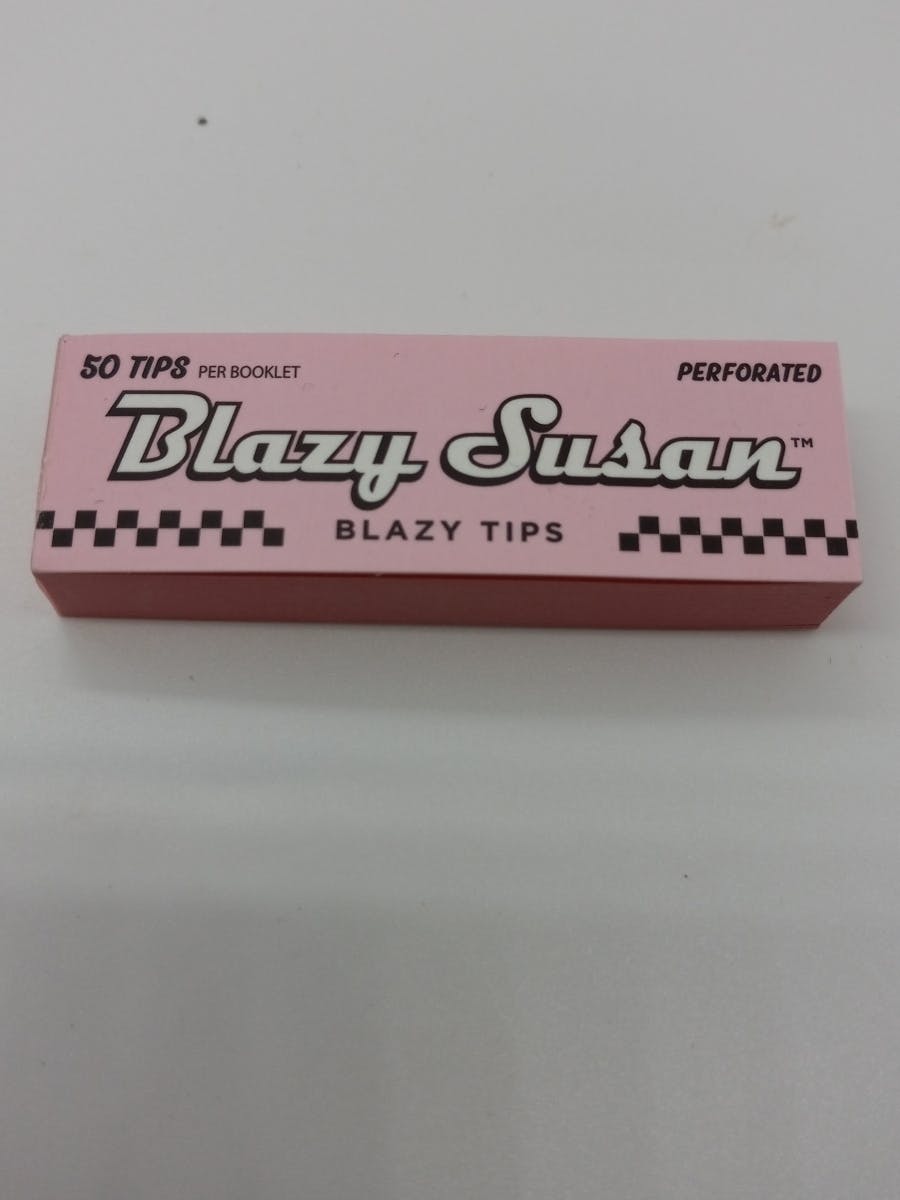 50 TIPS PER BOOKLET
PERFORATED
Blazy Susan™
BLAZY TIPS